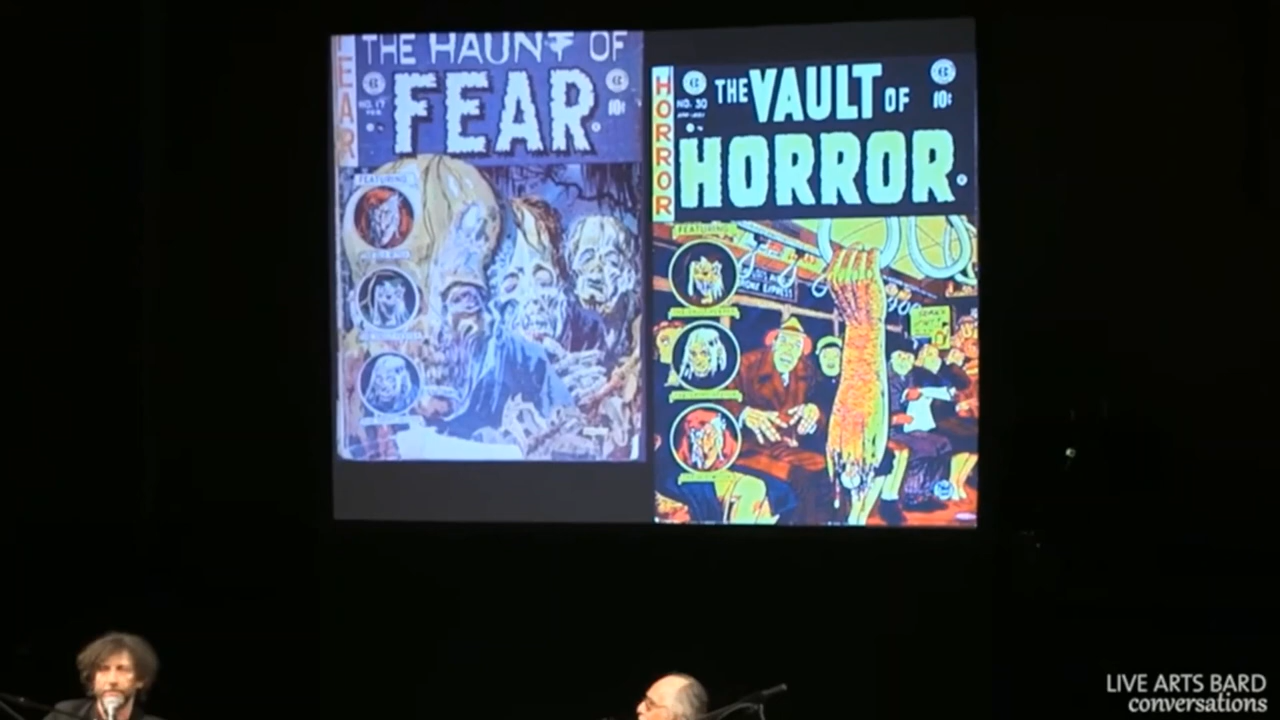 THE HAUNT OF
FEAR
FEAR
NO. 17
10¢
FEATURING
HORROR
THE VAULT OF
HORROR
NO. 30
10¢
FEATURING
LIVE ARTS BARD
conversations